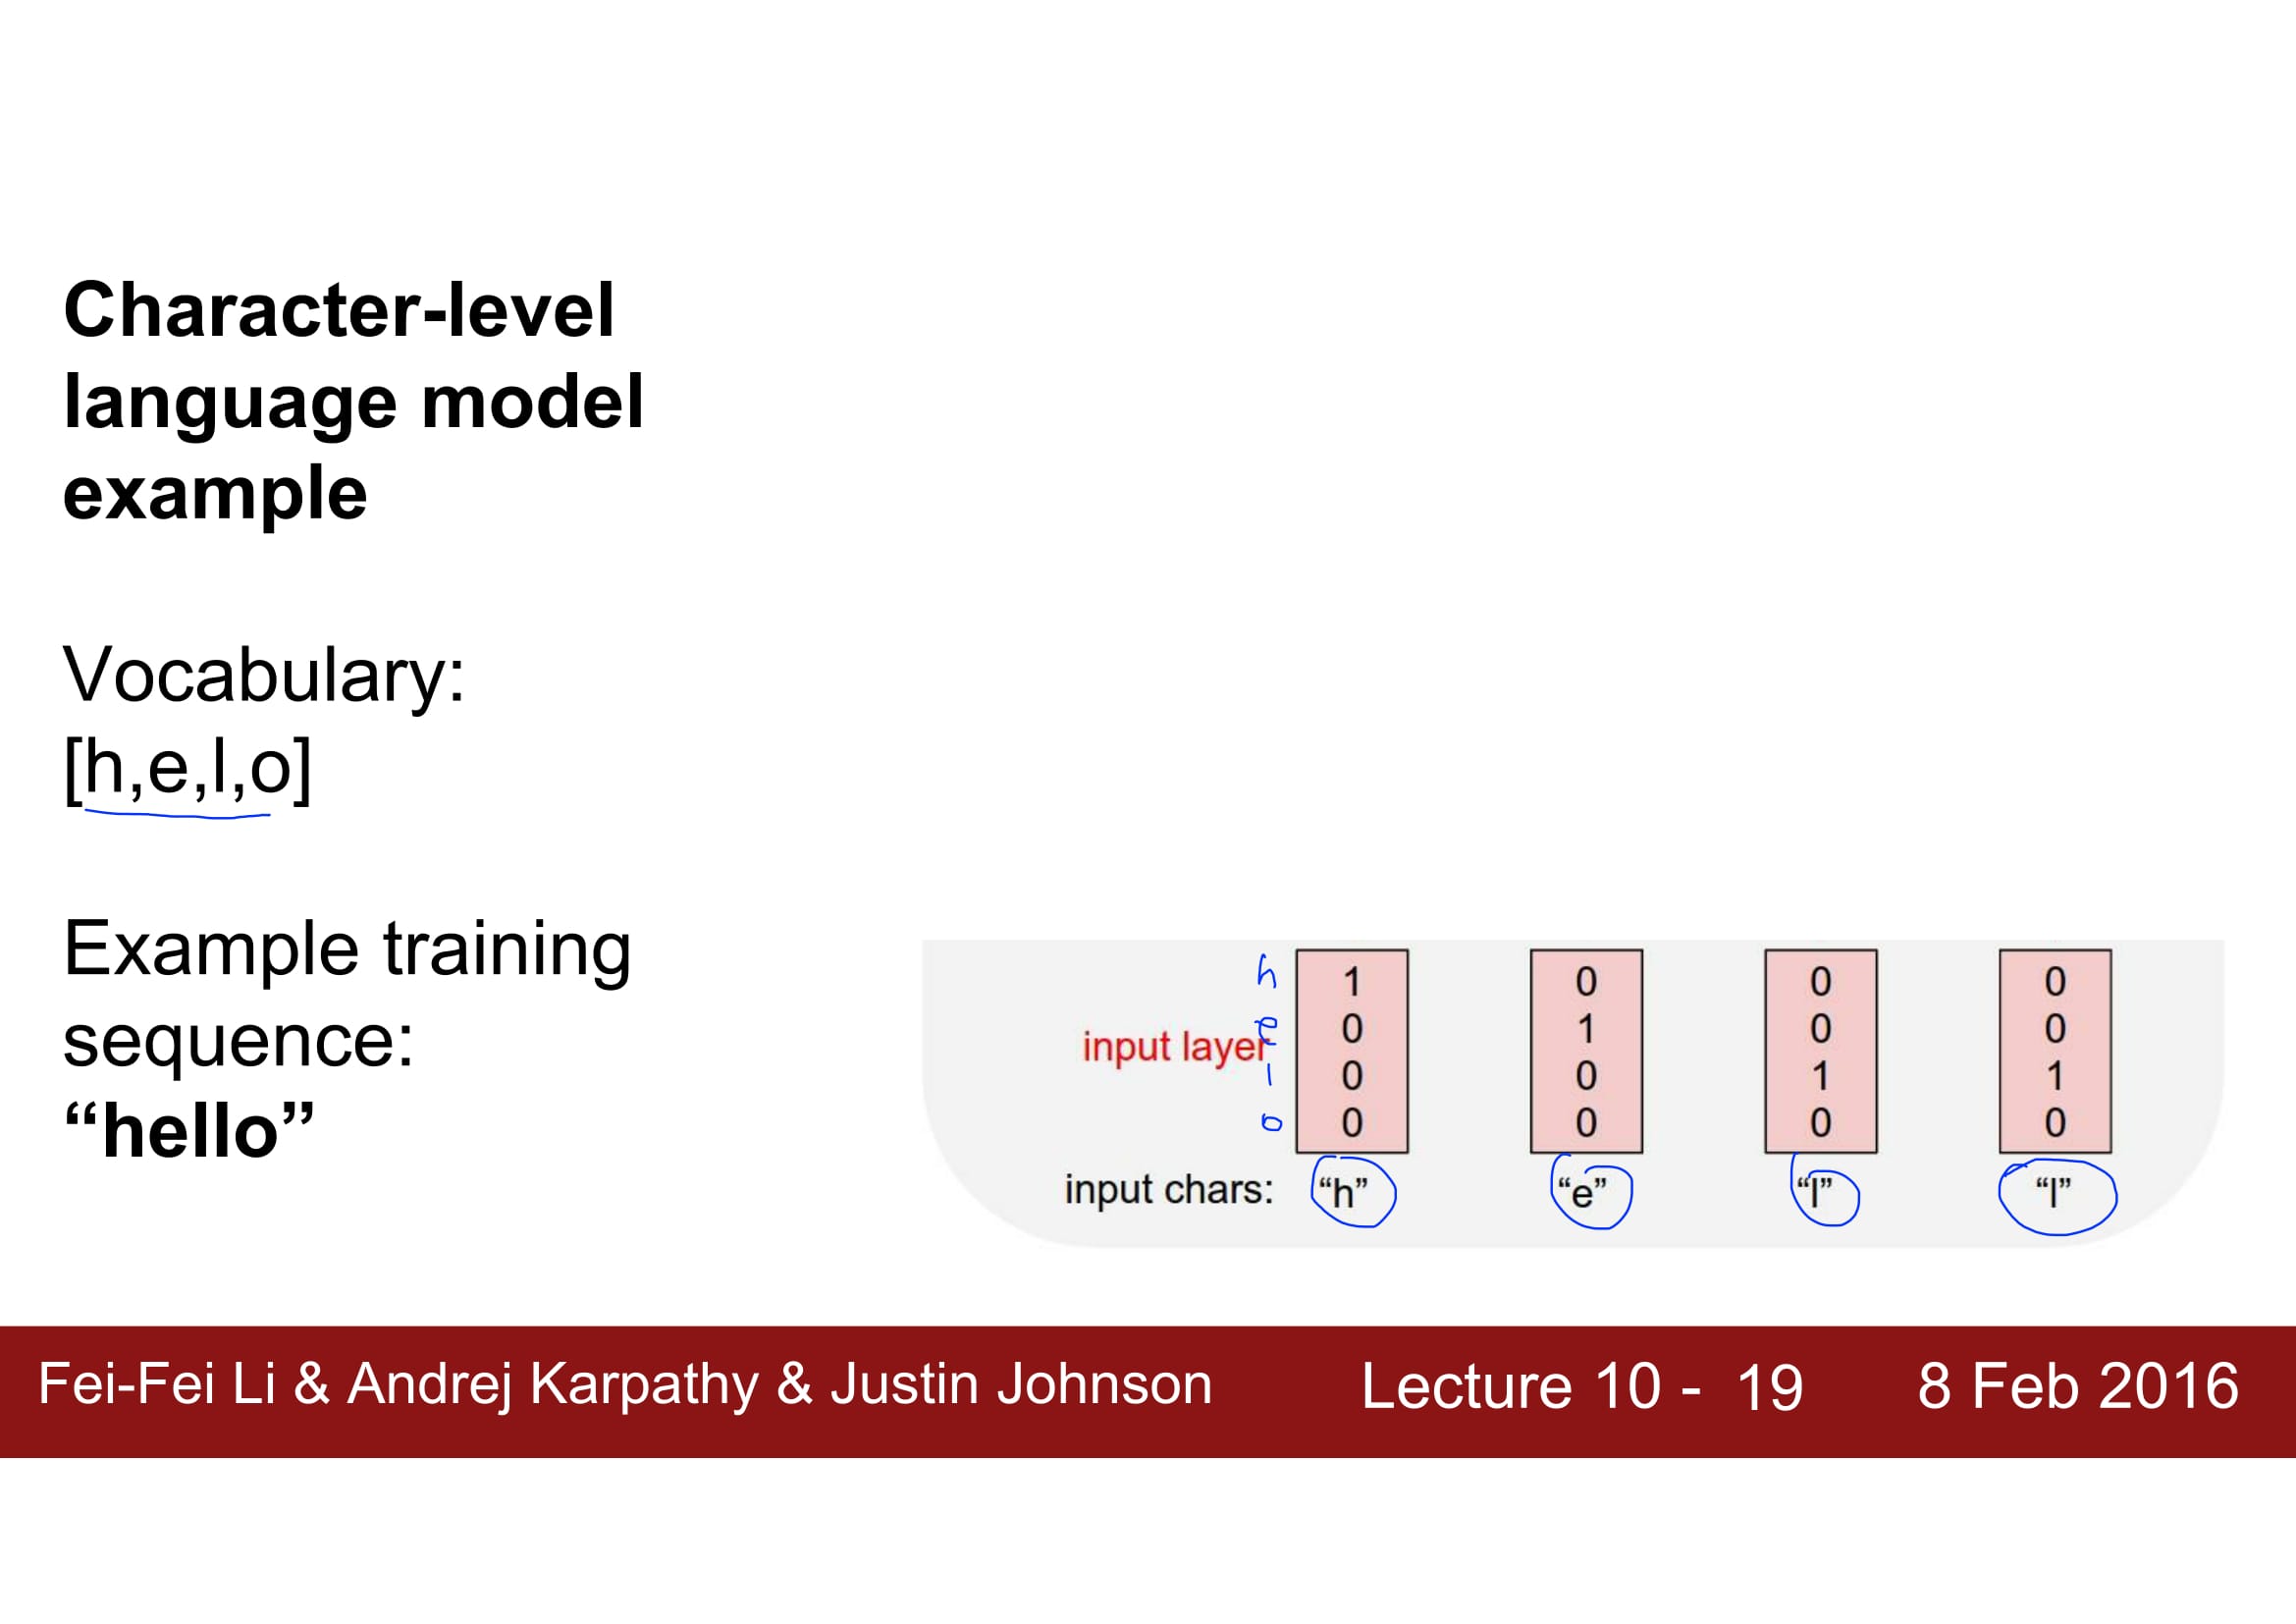 Character-level
language model
example
Vocabulary:
[h,e,l,o]
Example training
sequence:
“hello”
h 1 0 0 0
e 0 1 0 0
input layer
l 0 0 1 1
o 0 0 0 0
input chars: “h” “e” “l” “l”
Fei-Fei Li & Andrej Karpathy & Justin Johnson Lecture 10 - 19 8 Feb 2016